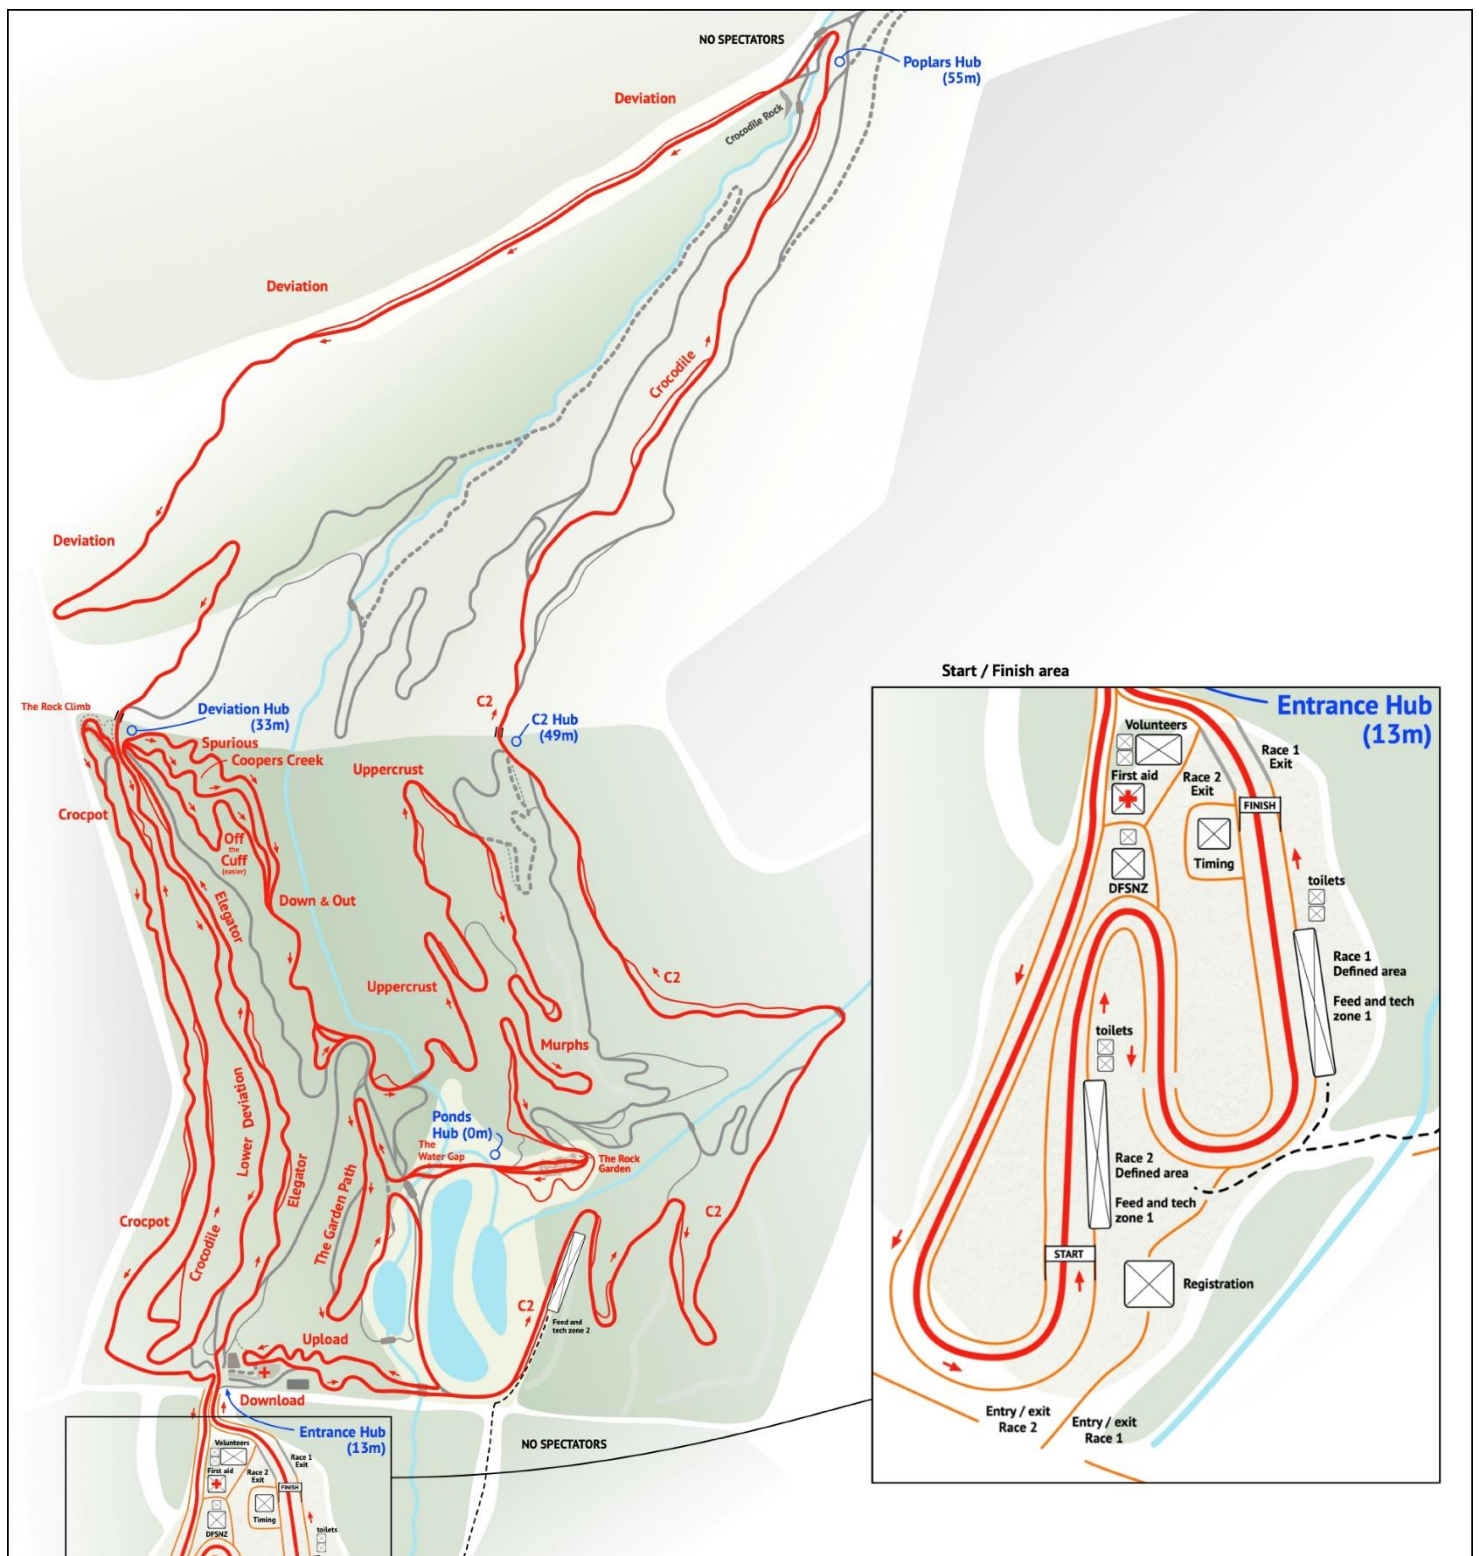 NO SPECTATORS
Poplars Hub
(55m)
Deviation
Crocodile Rock
Deviation
Crocodile
Deviation
The Rock Climb
Deviation Hub
(33m)
C2
C2 Hub
(49m)
Spurious
Coopers Creek
Uppercrust
Crocpot
Off
the
Cuff
(easier)
Elegator
Down & Out
C2
Uppercrust
Murphs
Lower Deviation
Ponds
Hub (0m)
The
Water Gap
The Rock
Garden
Elegator
The Garden Path
Crocpot
Crocodile
C2
C2
Feed and
tech zone 2
Upload
Download
Entrance Hub
(13m)
NO SPECTATORS
Volunteers
First aid
Race 2
Exit
Race 1
Exit
FINISH
Timing
DFSNZ
toilets
Start / Finish area
Entrance Hub
(13m)
Volunteers
Race 1
Exit
First aid
Race 2
Exit
FINISH
Timing
DFSNZ
toilets
Race 1
Defined area
Feed and tech
zone 1
toilets
Race 2
Defined area
Feed and tech
zone 1
START
Registration
Entry / exit
Race 2
Entry / exit
Race 1